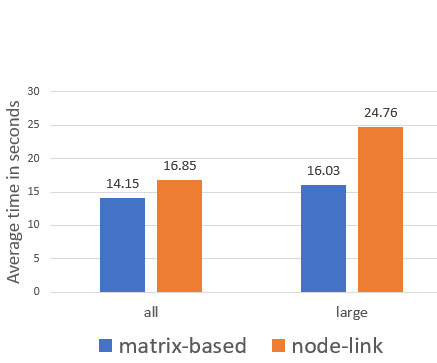 Average time in seconds
30
25
20
15
10
5
0
14.15
16.85
16.03
24.76
all
large
matrix-based
node-link